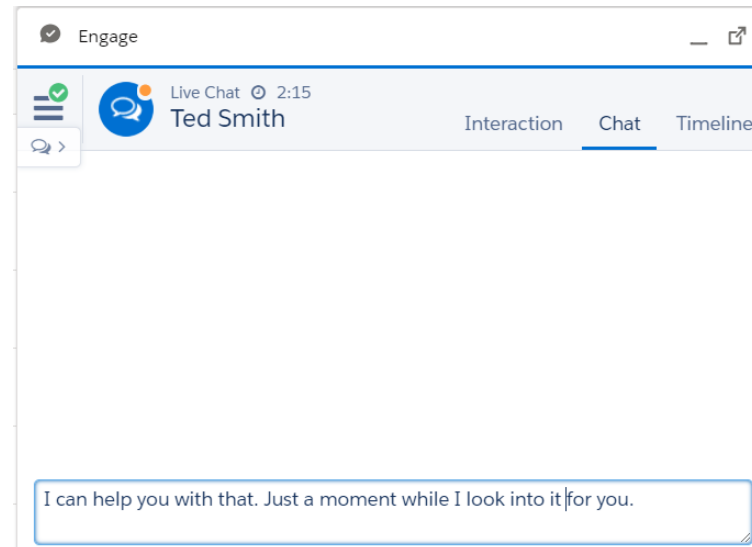 Engage
Live Chat 2:15
Ted Smith
Interaction Chat Timeline
I can help you with that. Just a moment while I look into it for you.